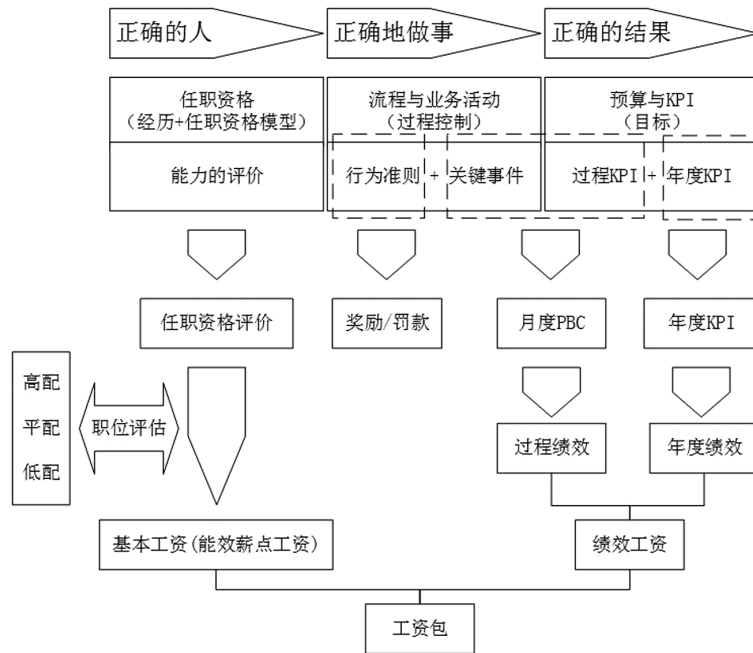 正确的人
正确地做事
正确的结果
任职资格
（经历+任职资格模型）
流程与业务活动
（过程控制）
预算与KPI
（目标）
能力的评价
行为准则 + 关键事件
过程KPI + 年度KPI
任职资格评价
奖励/罚款
月度PBC
年度KPI
高配
平配
低配
职位评估
过程绩效
年度绩效
基本工资(能效薪点工资)
绩效工资
工资包